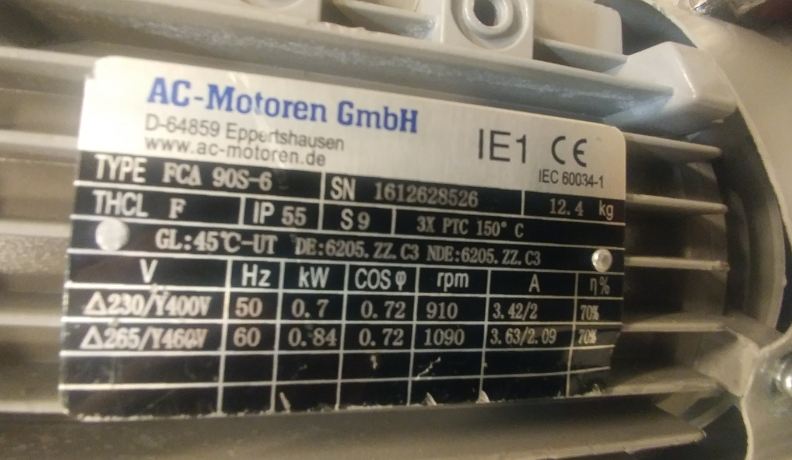 AC-Motoren GmbH
D-64859 Eppertshausen
www.ac-motoren.de
IE1 CE
IEC 60034-1
TYPE FCA 90S-6 SN 1612628526 12.4 kg
THCL F IP 55 S9 3X PTC 150° C
GL:45℃-UT DE:6205.ZZ.C3 NDE:6205.ZZ.C3
V Hz kW COS φ rpm A η%
△230/Y400V 50 0.7 0.72 910 3.42/2 70%
△265/Y460V 60 0.84 0.72 1090 3.63/2.09 70%